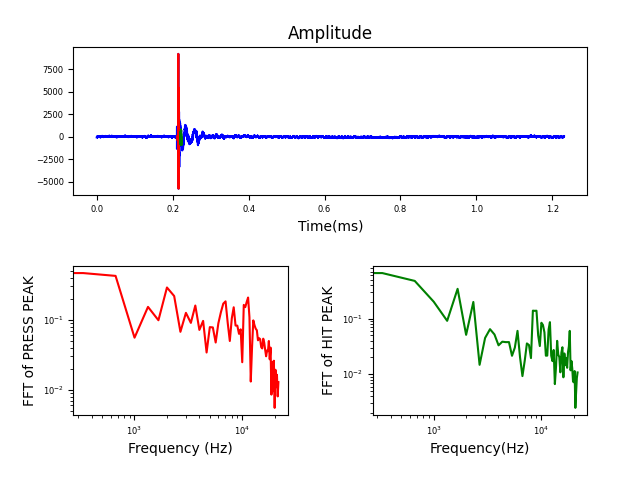 Amplitude
7500
5000
2500
0
−2500
−5000
0.0 0.2 0.4 0.6 0.8 1.0 1.2
Time(ms)
FFT of PRESS PEAK
10⁻¹
10⁻²
10³ 10⁴
Frequency (Hz)
FFT of HIT PEAK
10⁻¹
10⁻²
10³ 10⁴
Frequency(Hz)